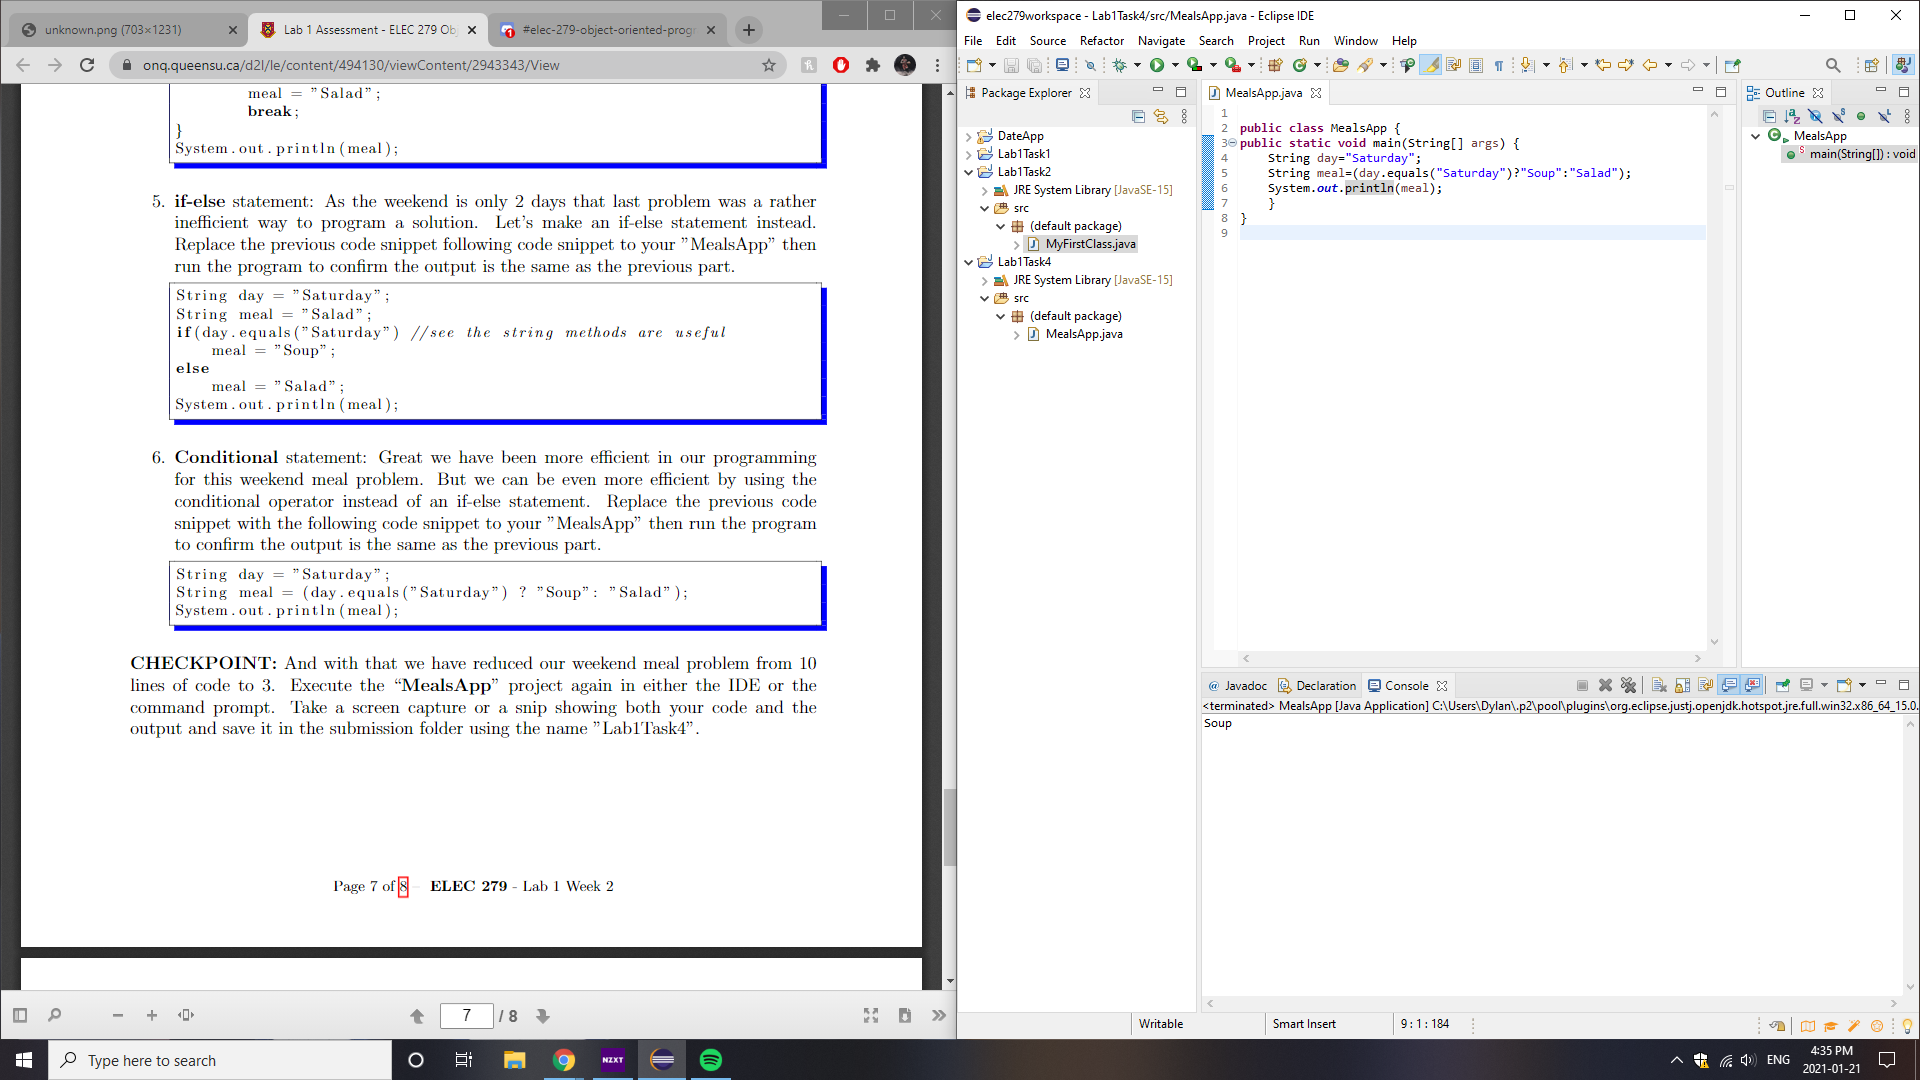 unknown.png (703×1231)
Lab 1 Assessment - ELEC 279 Ob
#elec-279-object-oriented-progr
onq.queensu.ca/d2l/le/content/494130/viewContent/2943343/View
meal = "Salad";
break;
}
System.out.println(meal);
5. if-else statement: As the weekend is only 2 days that last problem was a rather
inefficient way to program a solution. Let's make an if-else statement instead.
Replace the previous code snippet following code snippet to your "MealsApp" then
run the program to confirm the output is the same as the previous part.
String day = "Saturday";
String meal = "Salad";
if(day.equals("Saturday") //see the string methods are useful
meal = "Soup";
else
meal = "Salad";
System.out.println(meal);
6. Conditional statement: Great we have been more efficient in our programming
for this weekend meal problem. But we can be even more efficient by using the
conditional operator instead of an if-else statement. Replace the previous code
snippet with the following code snippet to your "MealsApp" then run the program
to confirm the output is the same as the previous part.
String day = "Saturday";
String meal = (day.equals("Saturday") ? "Soup": "Salad");
System.out.println(meal);
CHECKPOINT: And with that we have reduced our weekend meal problem from 10
lines of code to 3. Execute the “MealsApp” project again in either the IDE or the
command prompt. Take a screen capture or a snip showing both your code and the
output and save it in the submission folder using the name "Lab1Task4".
Page 7 of 8 ELEC 279 - Lab 1 Week 2
7 / 8
elec279workspace - Lab1Task4/src/MealsApp.java - Eclipse IDE
File Edit Source Refactor Navigate Search Project Run Window Help
Package Explorer
DateApp
Lab1Task1
Lab1Task2
JRE System Library [JavaSE-15]
src
(default package)
MyFirstClass.java
Lab1Task4
JRE System Library [JavaSE-15]
src
(default package)
MealsApp.java
MealsApp.java
1
2 public class MealsApp {
3 public static void main(String[] args) {
4 String day="Saturday";
5 String meal=(day.equals("Saturday")?"Soup":"Salad");
6 System.out.println(meal);
7 }
8 }
9
Outline
MealsApp
main(String[]) : void
@ Javadoc Declaration Console
<terminated> MealsApp [Java Application] C:\Users\Dylan\.p2\pool\plugins\org.eclipse.justj.openjdk.hotspot.jre.full.win32.x86_64_15.0.
Soup
Writable Smart Insert 9 : 1 : 184
Type here to search
NZXT
ENG
4:35 PM
2021-01-21